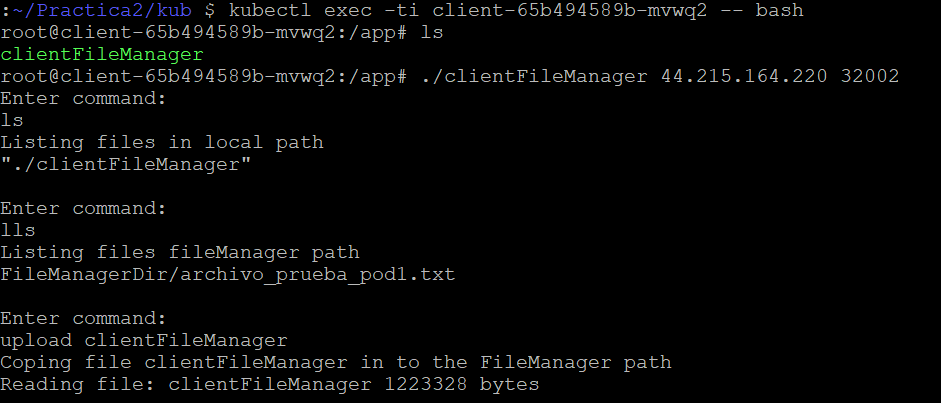 :~/Practica2/kub $ kubectl exec -ti client-65b494589b-mvwq2 -- bash
root@client-65b494589b-mvwq2:/app# ls
clientFileManager
root@client-65b494589b-mvwq2:/app# ./clientFileManager 44.215.164.220 32002
Enter command:
ls
Listing files in local path
"./clientFileManager"
Enter command:
lls
Listing files fileManager path
FileManagerDir/archivo_prueba_pod1.txt
Enter command:
upload clientFileManager
Coping file clientFileManager in to the FileManager path
Reading file: clientFileManager 1223328 bytes